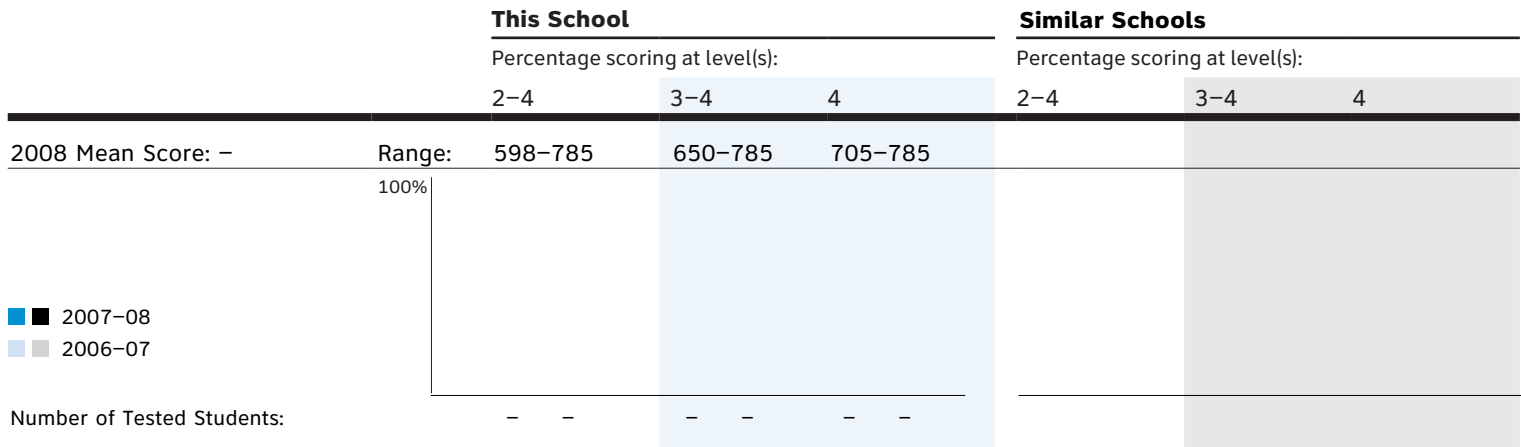 This School Similar Schools
Percentage scoring at level(s): Percentage scoring at level(s):
2–4 3–4 4 2–4 3–4 4
2008 Mean Score: – Range: 598–785 650–785 705–785
100%
2007–08
2006–07
Number of Tested Students: – – – – – –